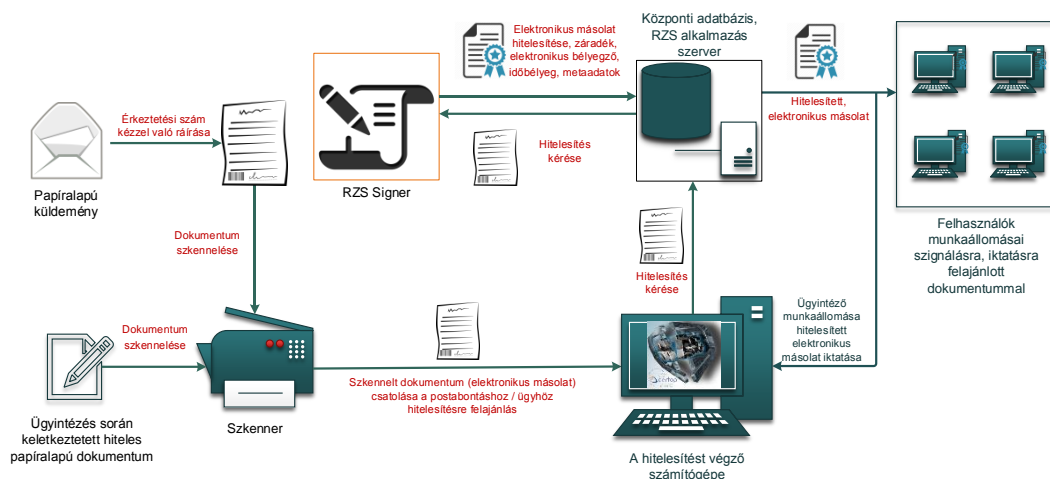 Elektronikus másolat
hitelesítése, záradék,
elektronikus bélyegző,
időbélyeg, metaadatok
Központi adatbázis,
RZS alkalmazás
szerver
Érkeztetési szám
kézzel való ráírása
Hitelesítés
kérése
Hitelesített,
elektronikus másolat
Papíralapú
küldemény
RZS Signer
Felhasználók
munkaállomásai
szignálásra, iktatásra
felajánlott
dokumentummal
Dokumentum
szkennelése
Hitelesítés
kérése
Ügyintéző
munkaállomása
hitelesített
elektronikus
másolat iktatása
Dokumentum
szkennelése
Szkennelt dokumentum (elektronikus másolat)
csatolása a postabontáshoz / ügyhöz
hitelesítésre felajánlás
Ügyintézés során
keletkeztetett hiteles
papíralapú dokumentum
Szkenner
A hitelesítést végző
számítógépe